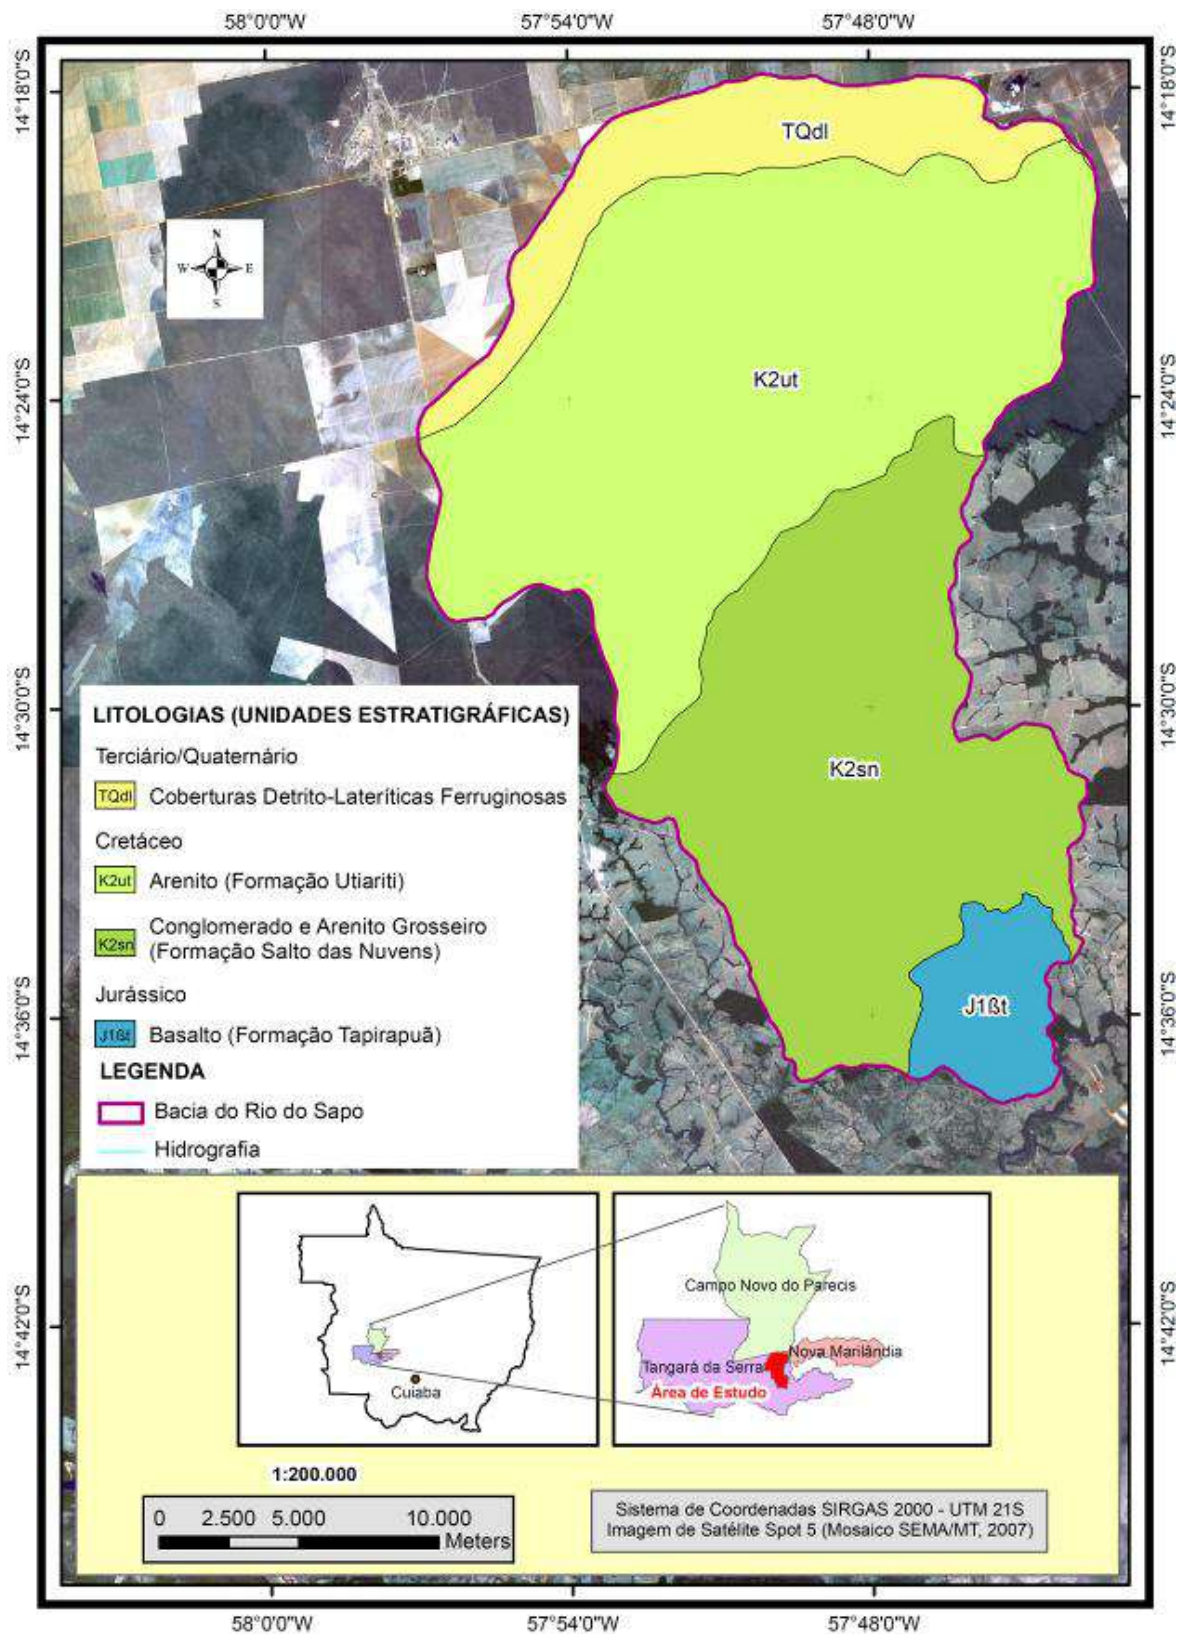 58°0'0"W 57°54'0"W 57°48'0"W
14°18'0"S
14°18'0"S
TQdl
N
W E
S
K2ut
14°24'0"S
14°24'0"S
14°30'0"S
14°30'0"S
K2sn
LITOLOGIAS (UNIDADES ESTRATIGRÁFICAS)
Terciário/Quaternário
TQdl Coberturas Detrito-Lateríticas Ferruginosas
Cretáceo
K2ut Arenito (Formação Utiariti)
K2sn Conglomerado e Arenito Grosseiro
(Formação Salto das Nuvens)
Jurássico
J1ßt Basalto (Formação Tapirapuã)
LEGENDA
Bacia do Rio do Sapo
Hidrografia
J1ßt
14°36'0"S
14°36'0"S
14°42'0"S
14°42'0"S
Cuiaba
Campo Novo do Parecis
Nova Marilândia
Tangará da Serra
Área de Estudo
1:200.000
0 2.500 5.000 10.000
Meters
Sistema de Coordenadas SIRGAS 2000 - UTM 21S
Imagem de Satélite Spot 5 (Mosaico SEMA/MT, 2007)
58°0'0"W 57°54'0"W 57°48'0"W